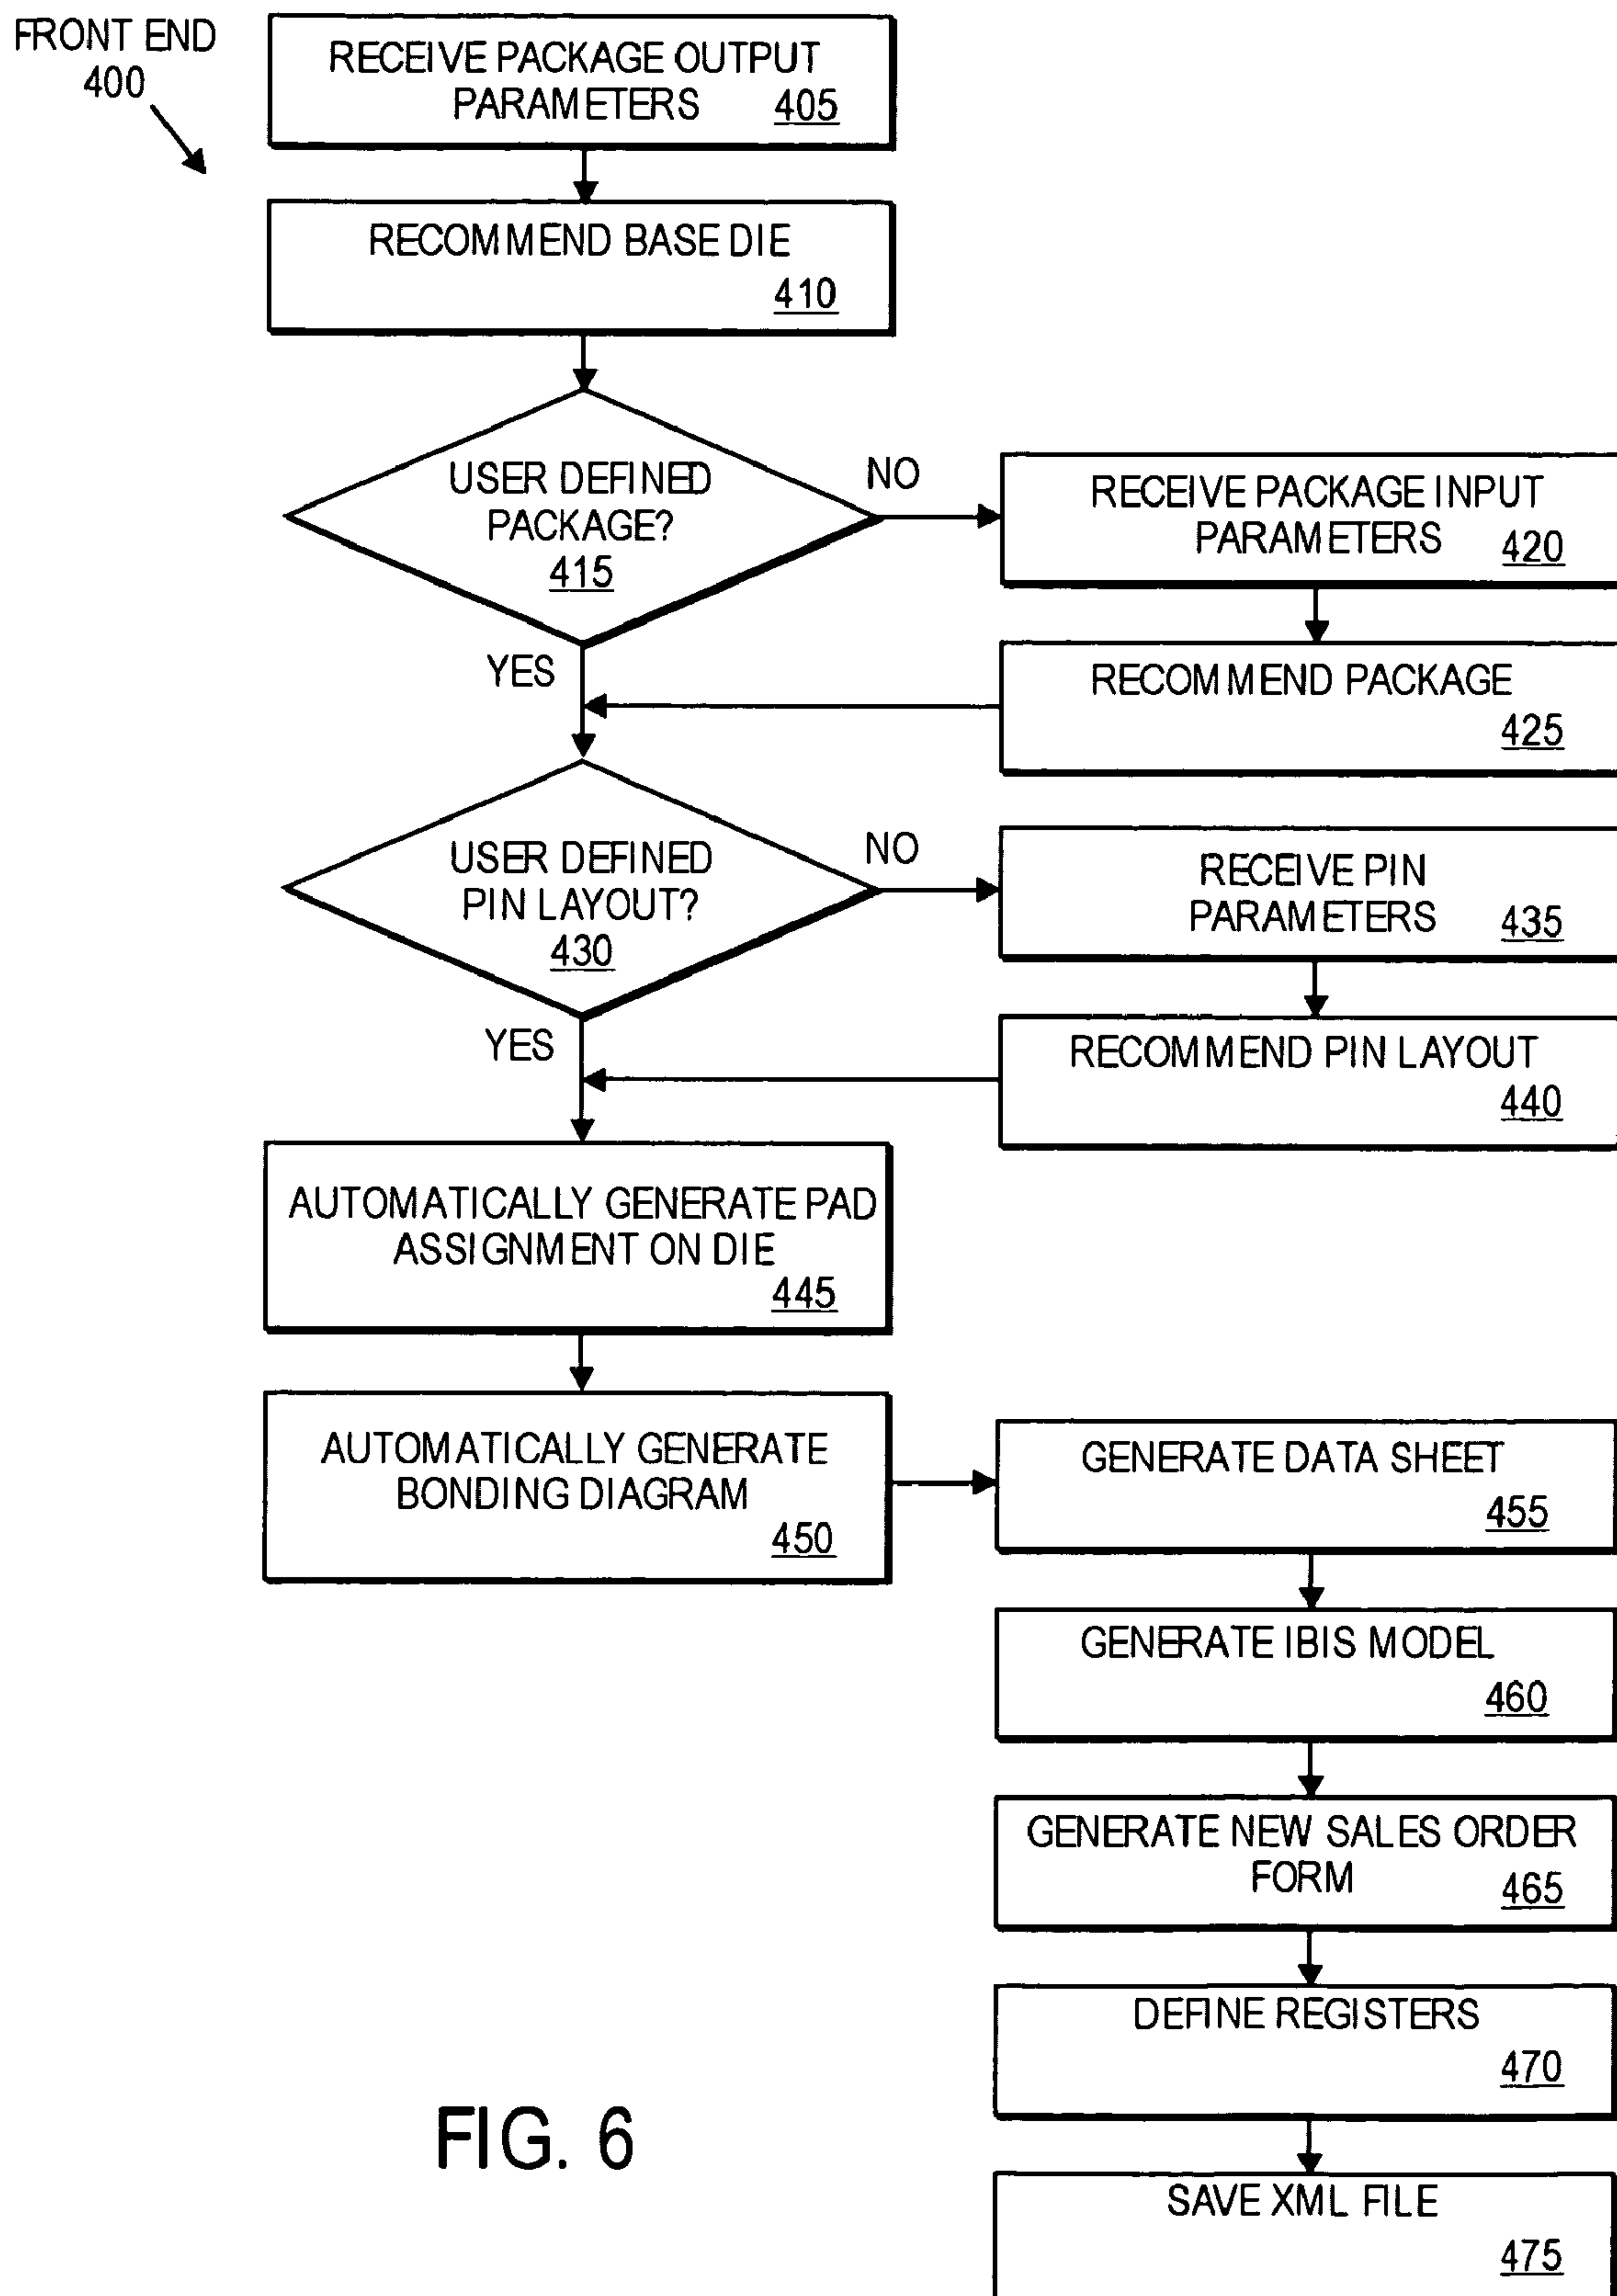 FRONT END
400
RECEIVE PACKAGE OUTPUT
PARAMETERS 405
RECOMMEND BASE DIE
410
USER DEFINED
PACKAGE?
415
NO
YES
RECEIVE PACKAGE INPUT
PARAMETERS 420
RECOMMEND PACKAGE
425
USER DEFINED
PIN LAYOUT?
430
NO
YES
RECEIVE PIN
PARAMETERS 435
RECOMMEND PIN LAYOUT
440
AUTOMATICALLY GENERATE PAD
ASSIGNMENT ON DIE
445
AUTOMATICALLY GENERATE
BONDING DIAGRAM
450
GENERATE DATA SHEET
455
GENERATE IBIS MODEL
460
GENERATE NEW SALES ORDER
FORM 465
DEFINE REGISTERS
470
SAVE XML FILE
475
FIG. 6